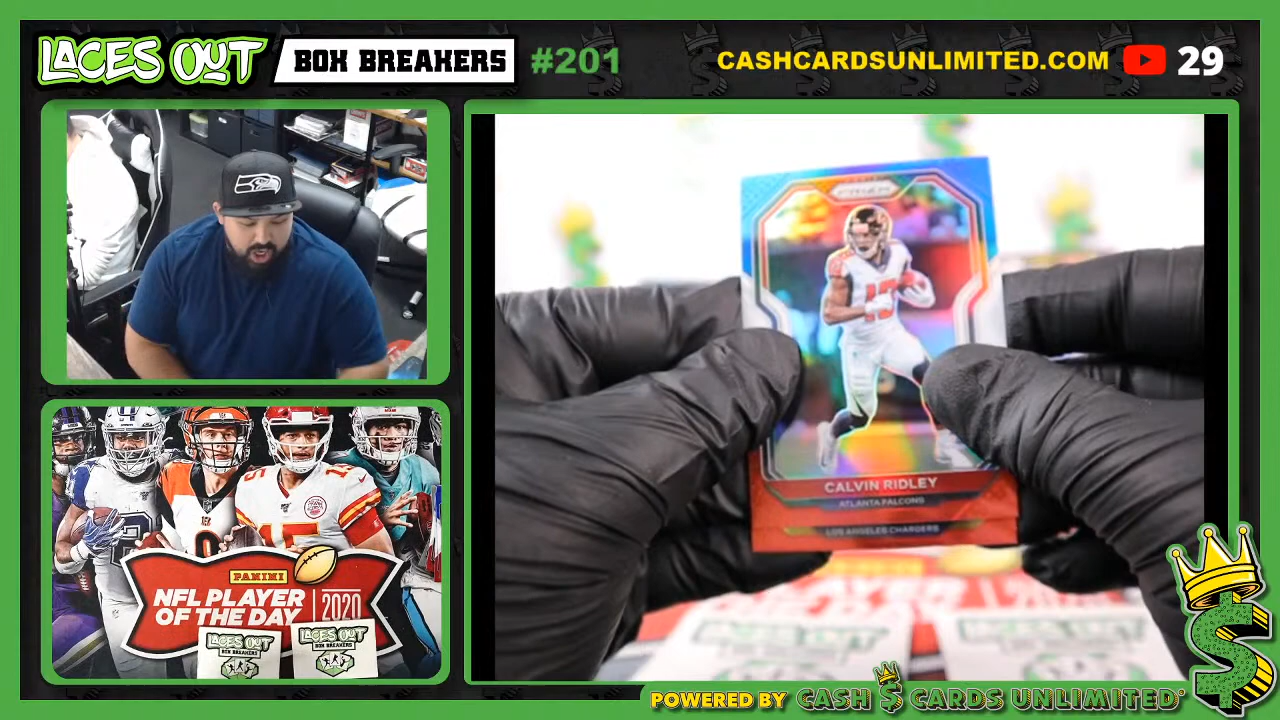 LACES OUT
BOX BREAKERS
#201
CASHCARDSUNLIMITED.COM
29
PRIZM
CALVIN RIDLEY
ATLANTA FALCONS
LOS ANGELES CHARGERS
PANINI
NFL PLAYER
OF THE DAY
2020
15
LACES OUT
BOX BREAKERS
LACES OUT
BOX BREAKERS
POWERED BY CASH CARDS UNLIMITED